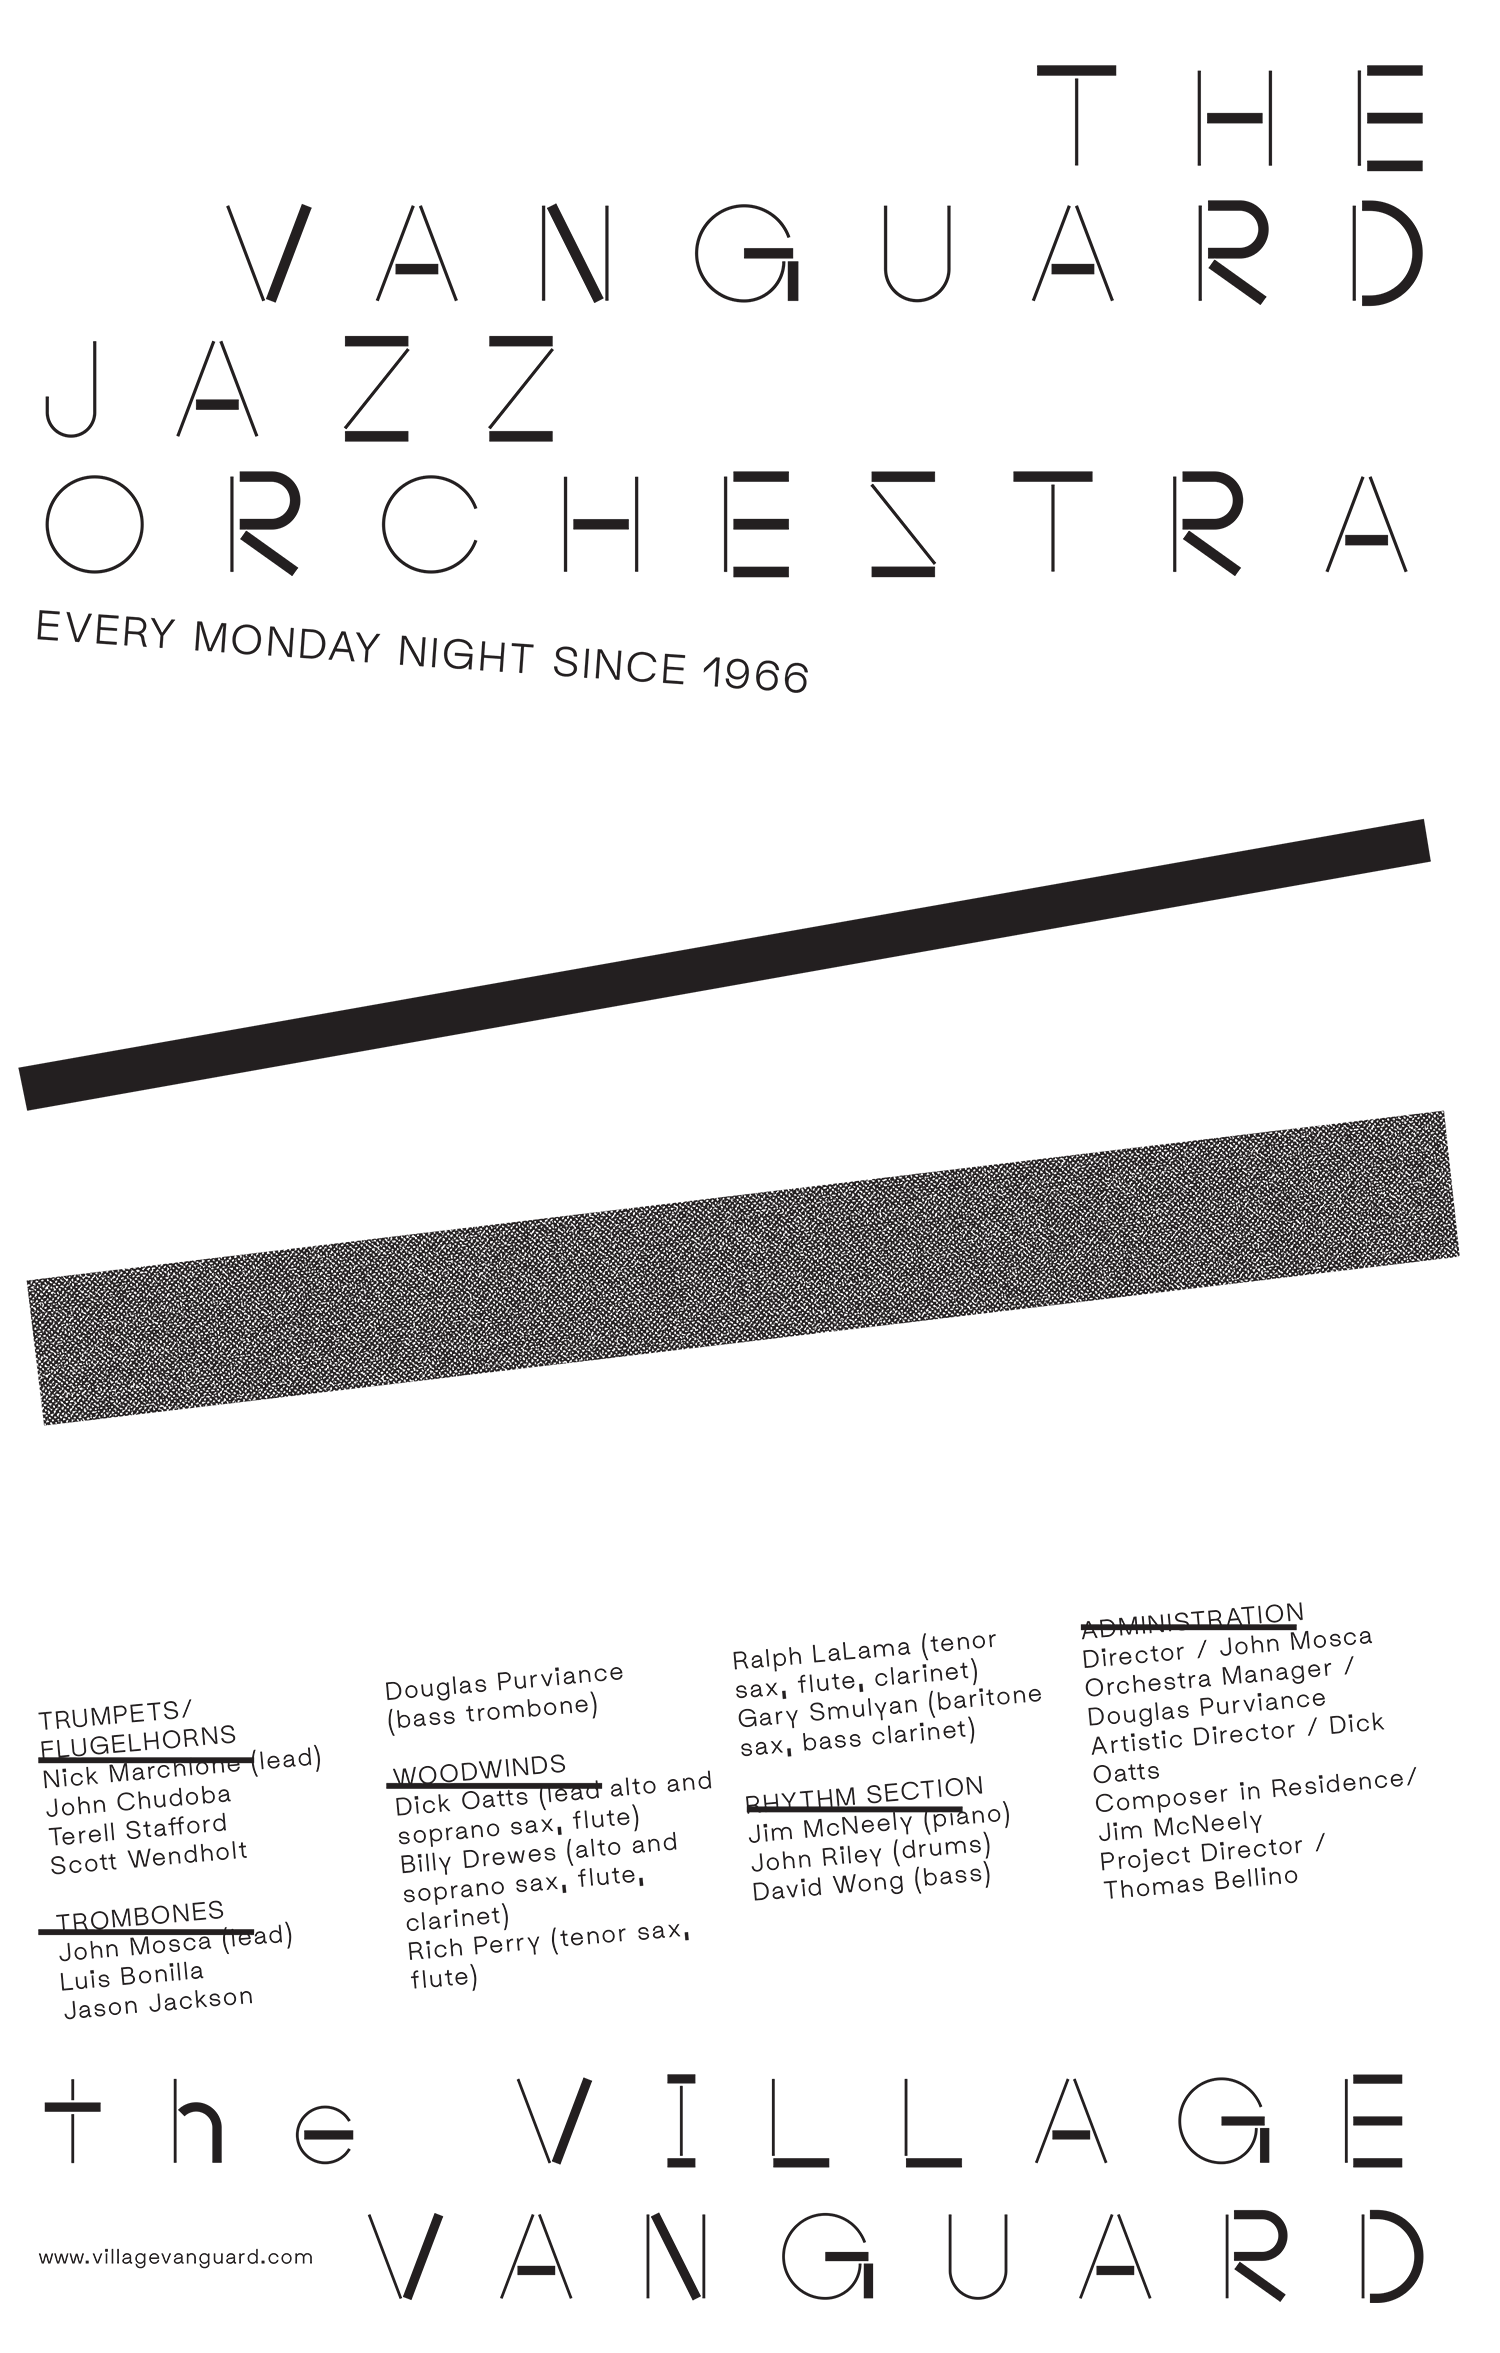 THE
VANGUARD
JAZZ
ORCHESTRA
EVERY MONDAY NIGHT SINCE 1966
TRUMPETS/
FLUGELHORNS
Nick Marchione (lead)
John Chudoba
Terell Stafford
Scott Wendholt
TROMBONES
John Mosca (lead)
Luis Bonilla
Jason Jackson
Douglas Purviance
(bass trombone)
WOODWINDS
Dick Oatts (lead alto and
soprano sax, flute)
Billy Drewes (alto and
soprano sax, flute,
clarinet)
Rich Perry (tenor sax,
flute)
Ralph LaLama (tenor
sax, flute, clarinet)
Gary Smulyan (baritone
sax, bass clarinet)
RHYTHM SECTION
Jim McNeely (piano)
John Riley (drums)
David Wong (bass)
ADMINISTRATION
Director / John Mosca
Orchestra Manager /
Douglas Purviance
Artistic Director / Dick
Oatts
Composer in Residence/
Jim McNeely
Project Director /
Thomas Bellino
the VILLAGE
VANGUARD
www.villagevanguard.com